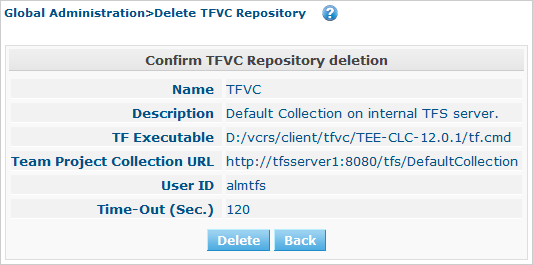 Global Administration>Delete TFVC Repository ?
Confirm TFVC Repository deletion
Name TFVC
Description Default Collection on internal TFS server.
TF Executable D:/vcrs/client/tfvc/TEE-CLC-12.0.1/tf.cmd
Team Project Collection URL http://tfsserver1:8080/tfs/DefaultCollection
User ID almtfs
Time-Out (Sec.) 120
Delete Back